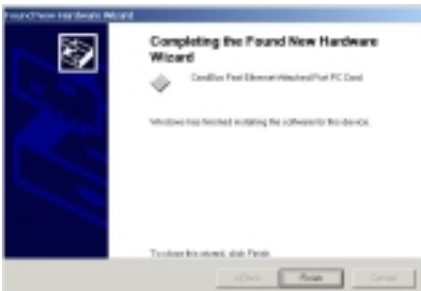 Found New Hardware Wizard
Completing the Found New Hardware
Wizard
CardBus Fast Ethernet Attached Port PC Card
Windows has finished installing the software for this device.
To close this wizard, click Finish.
< Back
Finish
Cancel